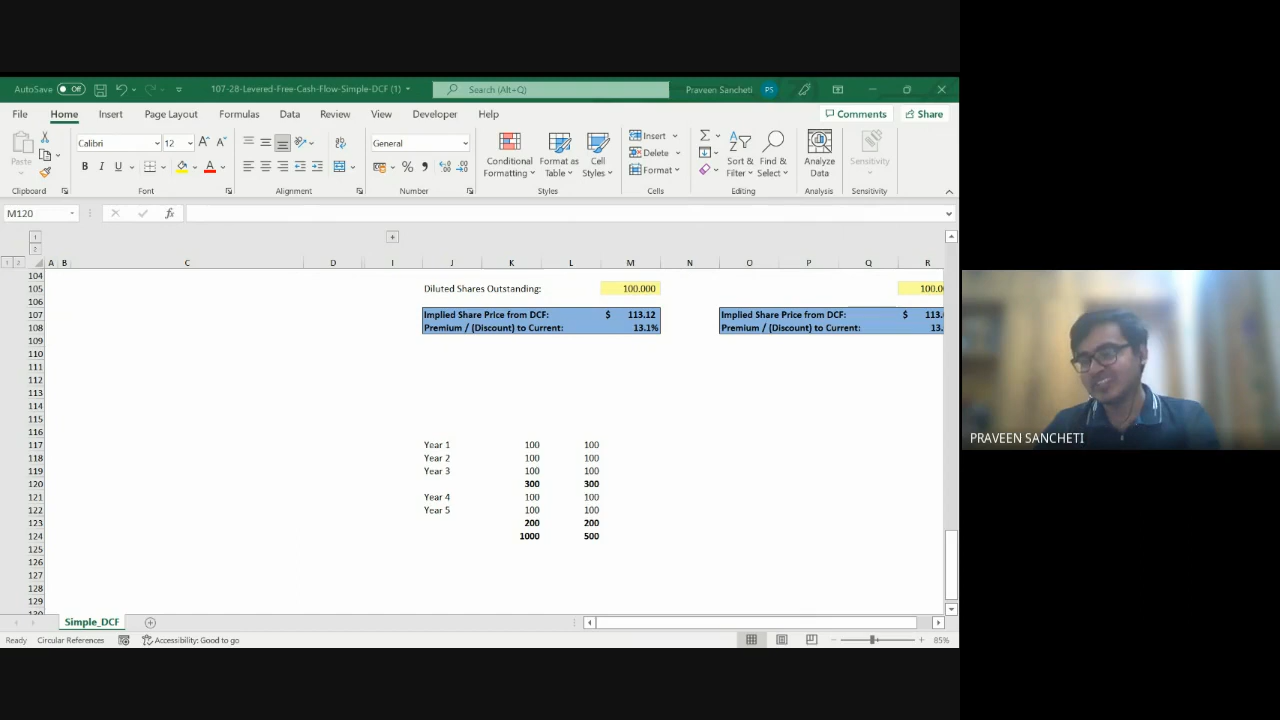 AutoSave Off 107-28-Levered-Free-Cash-Flow-Simple-DCF (1) Search (Alt+Q) Praveen Sancheti PS
File Home Insert Page Layout Formulas Data Review View Developer Help Comments Share
Paste Calibri 12 General Conditional Formatting Format as Table Cell Styles Insert Delete Format Sort & Filter Find & Select Analyze Data Sensitivity
B I U
Clipboard Font Alignment Number Styles Cells Editing Analysis Sensitivity
M120 fx
1
2
1 2 A B C D I J K L M N O P Q R
104
105 Diluted Shares Outstanding: 100.000 100.00
106
107 Implied Share Price from DCF: $ 113.12 Implied Share Price from DCF: $ 113.
108 Premium / (Discount) to Current: 13.1% Premium / (Discount) to Current: 13.
109
110
111
112
113
114
115
116
117 Year 1 100 100
118 Year 2 100 100
119 Year 3 100 100
120 300 300
121 Year 4 100 100
122 Year 5 100 100
123 200 200
124 1000 500
125
126
127
128
129
Simple_DCF
Ready Circular References Accessibility: Good to go 85%
PRAVEEN SANCHETI